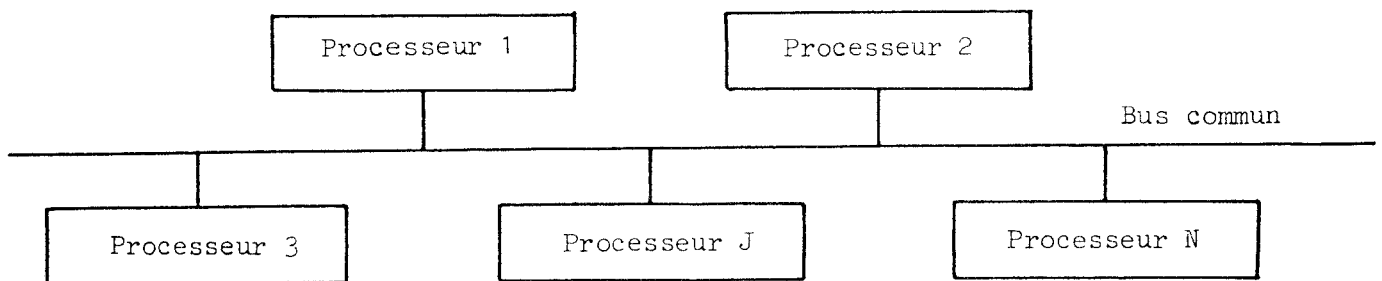 Processeur 1
Processeur 2
Bus commun
Processeur 3
Processeur J
Processeur N